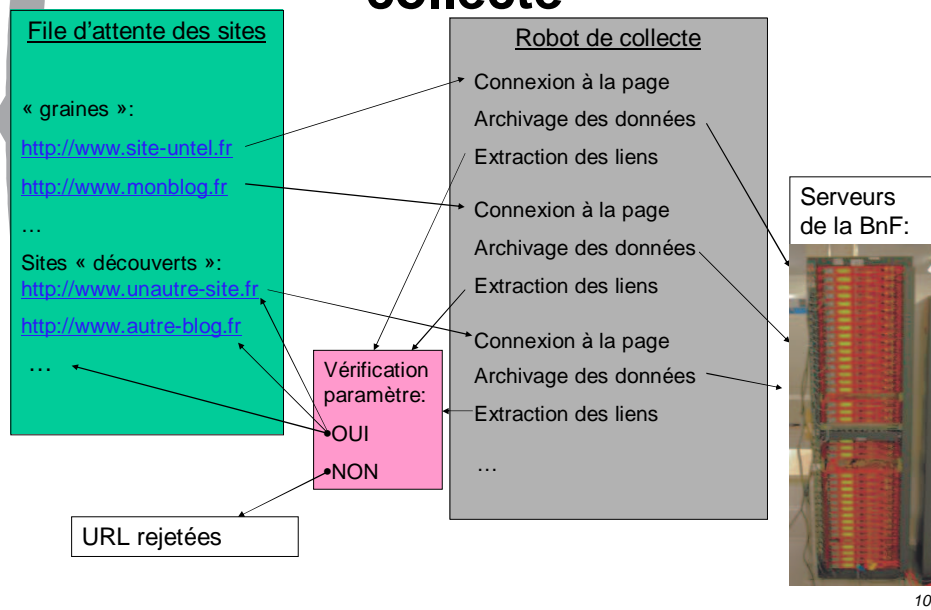 collecte
File d'attente des sites
« graines »:
http://www.site-untel.fr
http://www.monblog.fr
…
Sites « découverts »:
http://www.unautre-site.fr
http://www.autre-blog.fr
…
Vérification
paramètre:
OUI
NON
URL rejetées
Robot de collecte
Connexion à la page
Archivage des données
Extraction des liens
Connexion à la page
Archivage des données
Extraction des liens
Connexion à la page
Archivage des données
Extraction des liens
…
Serveurs
de la BnF:
10